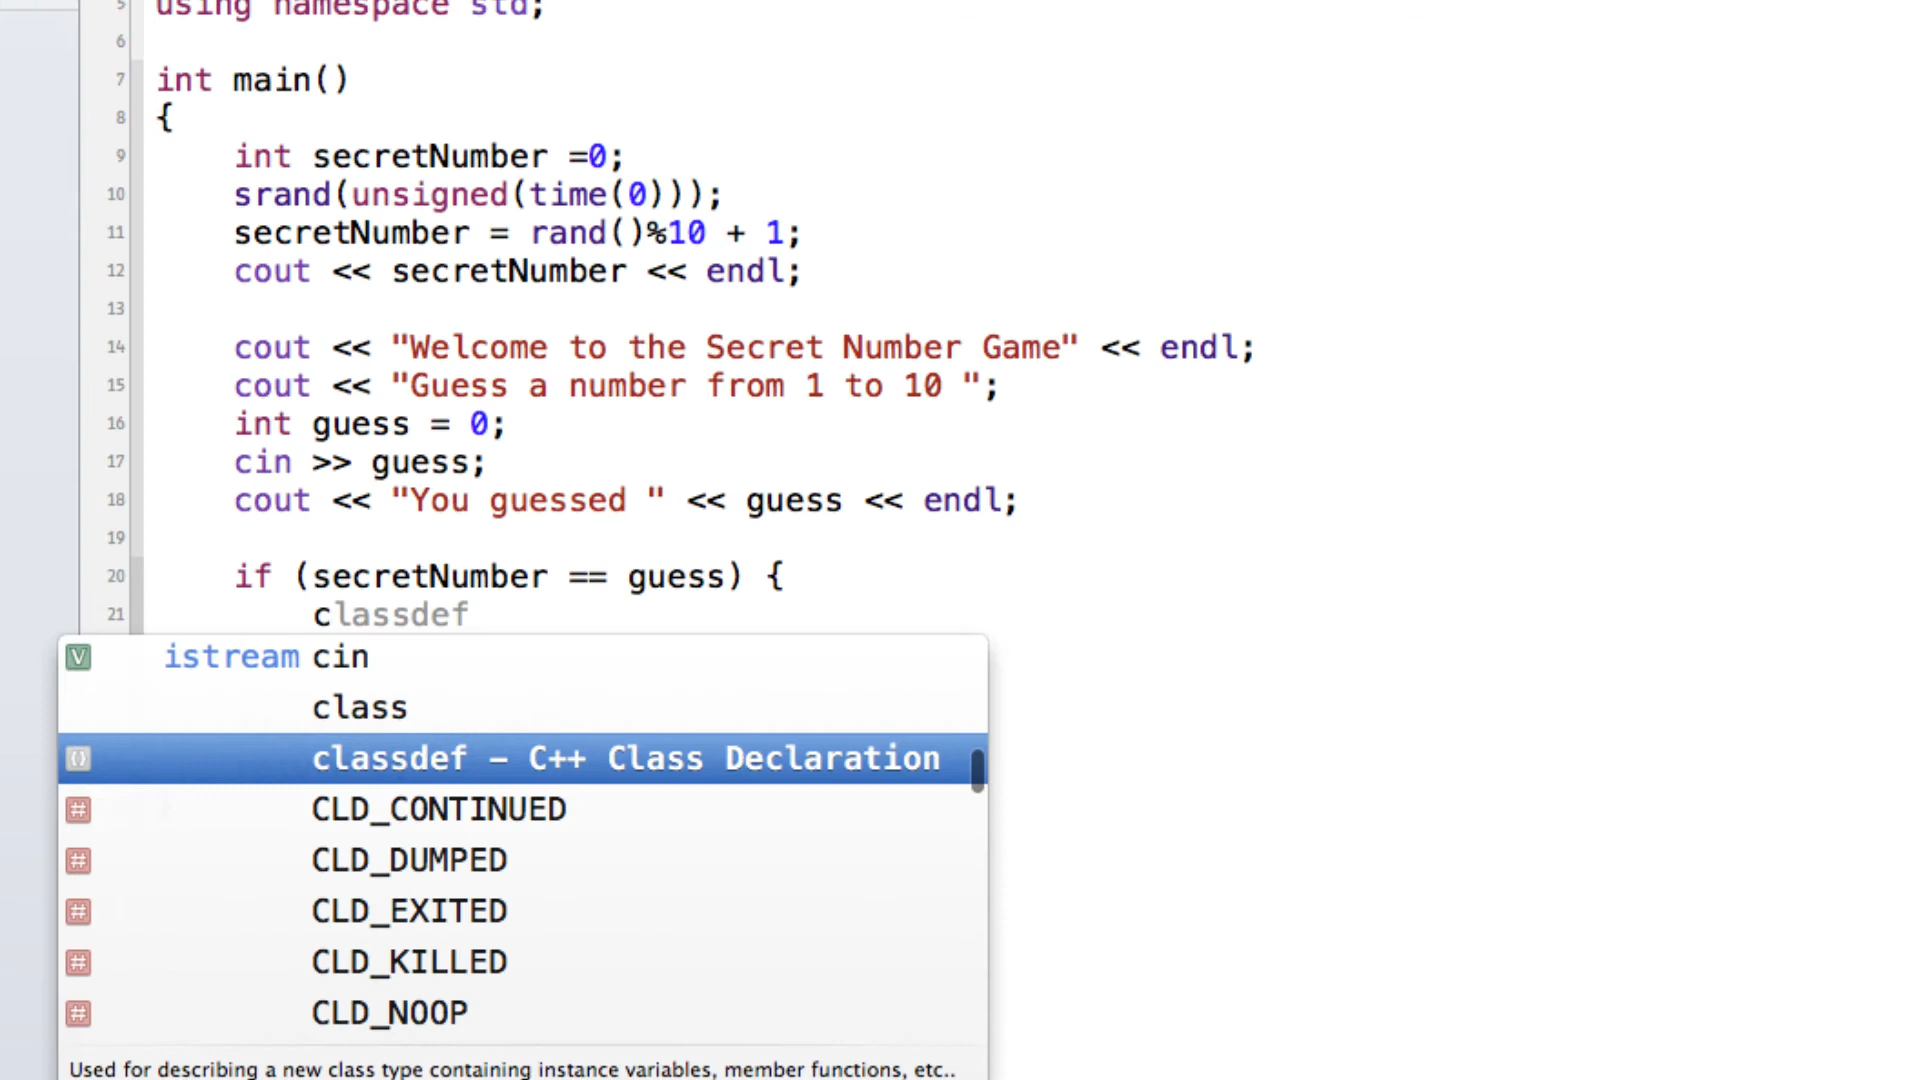 5 using namespace std;
6
7 int main()
8 {
9 int secretNumber =0;
10 srand(unsigned(time(0)));
11 secretNumber = rand()%10 + 1;
12 cout << secretNumber << endl;
13
14 cout << "Welcome to the Secret Number Game" << endl;
15 cout << "Guess a number from 1 to 10 ";
16 int guess = 0;
17 cin >> guess;
18 cout << "You guessed " << guess << endl;
19
20 if (secretNumber == guess) {
21 classdef
V istream cin
class
{} classdef – C++ Class Declaration
# CLD_CONTINUED
# CLD_DUMPED
# CLD_EXITED
# CLD_KILLED
# CLD_NOOP
Used for describing a new class type containing instance variables, member functions, etc..